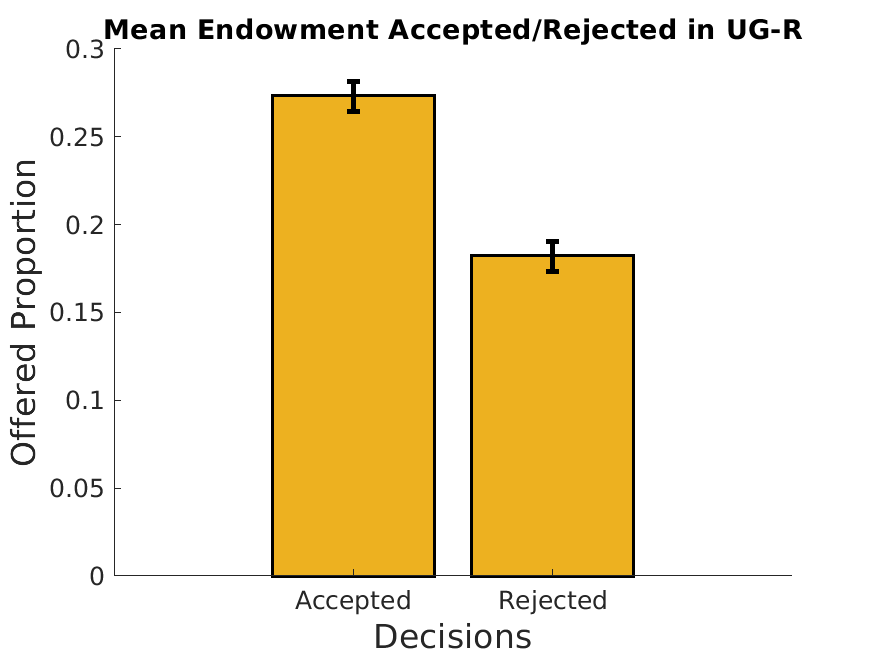 Mean Endowment Accepted/Rejected in UG-R
0.3
0.25
0.2
0.15
0.1
0.05
0
Offered Proportion
Accepted Rejected
Decisions